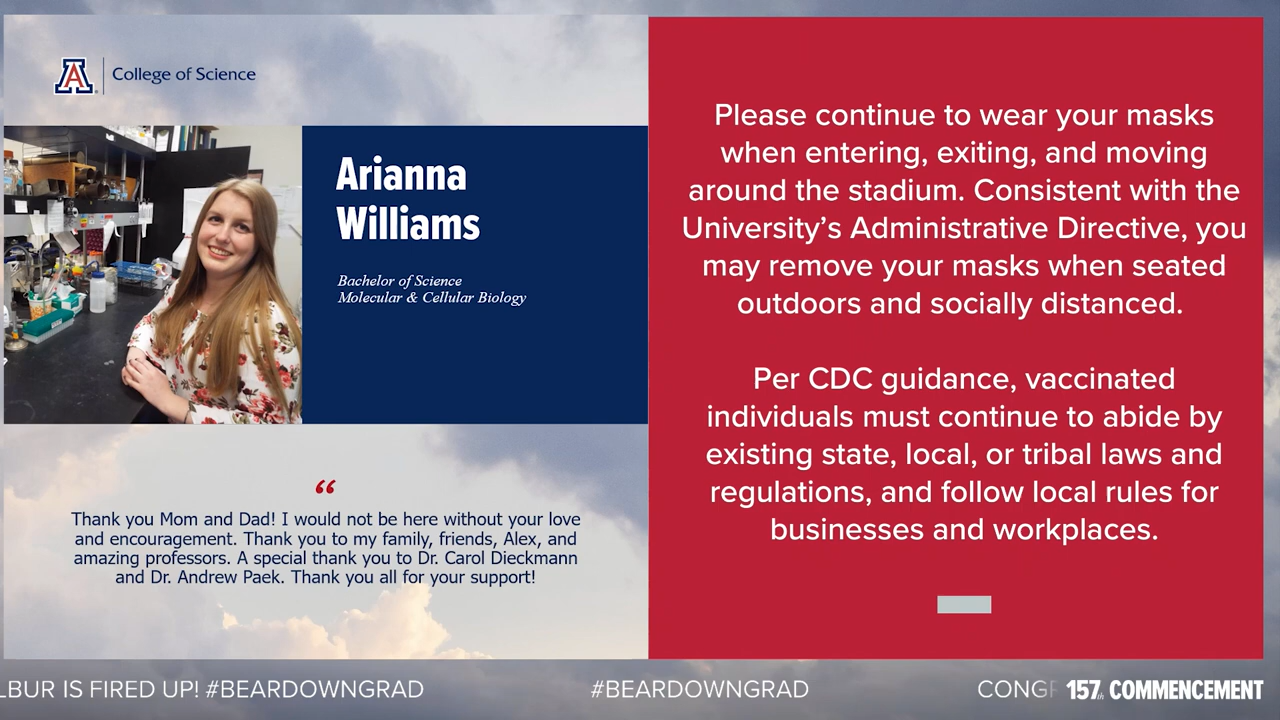 A
College of Science
Arianna
Williams
Bachelor of Science
Molecular & Cellular Biology
“
Thank you Mom and Dad! I would not be here without your love
and encouragement. Thank you to my family, friends, Alex, and
amazing professors. A special thank you to Dr. Carol Dieckmann
and Dr. Andrew Paek. Thank you all for your support!
Please continue to wear your masks
when entering, exiting, and moving
around the stadium. Consistent with the
University’s Administrative Directive, you
may remove your masks when seated
outdoors and socially distanced.
Per CDC guidance, vaccinated
individuals must continue to abide by
existing state, local, or tribal laws and
regulations, and follow local rules for
businesses and workplaces.
LBUR IS FIRED UP! #BEARDOWNGRAD #BEARDOWNGRAD CONGR 157th COMMENCEMENT